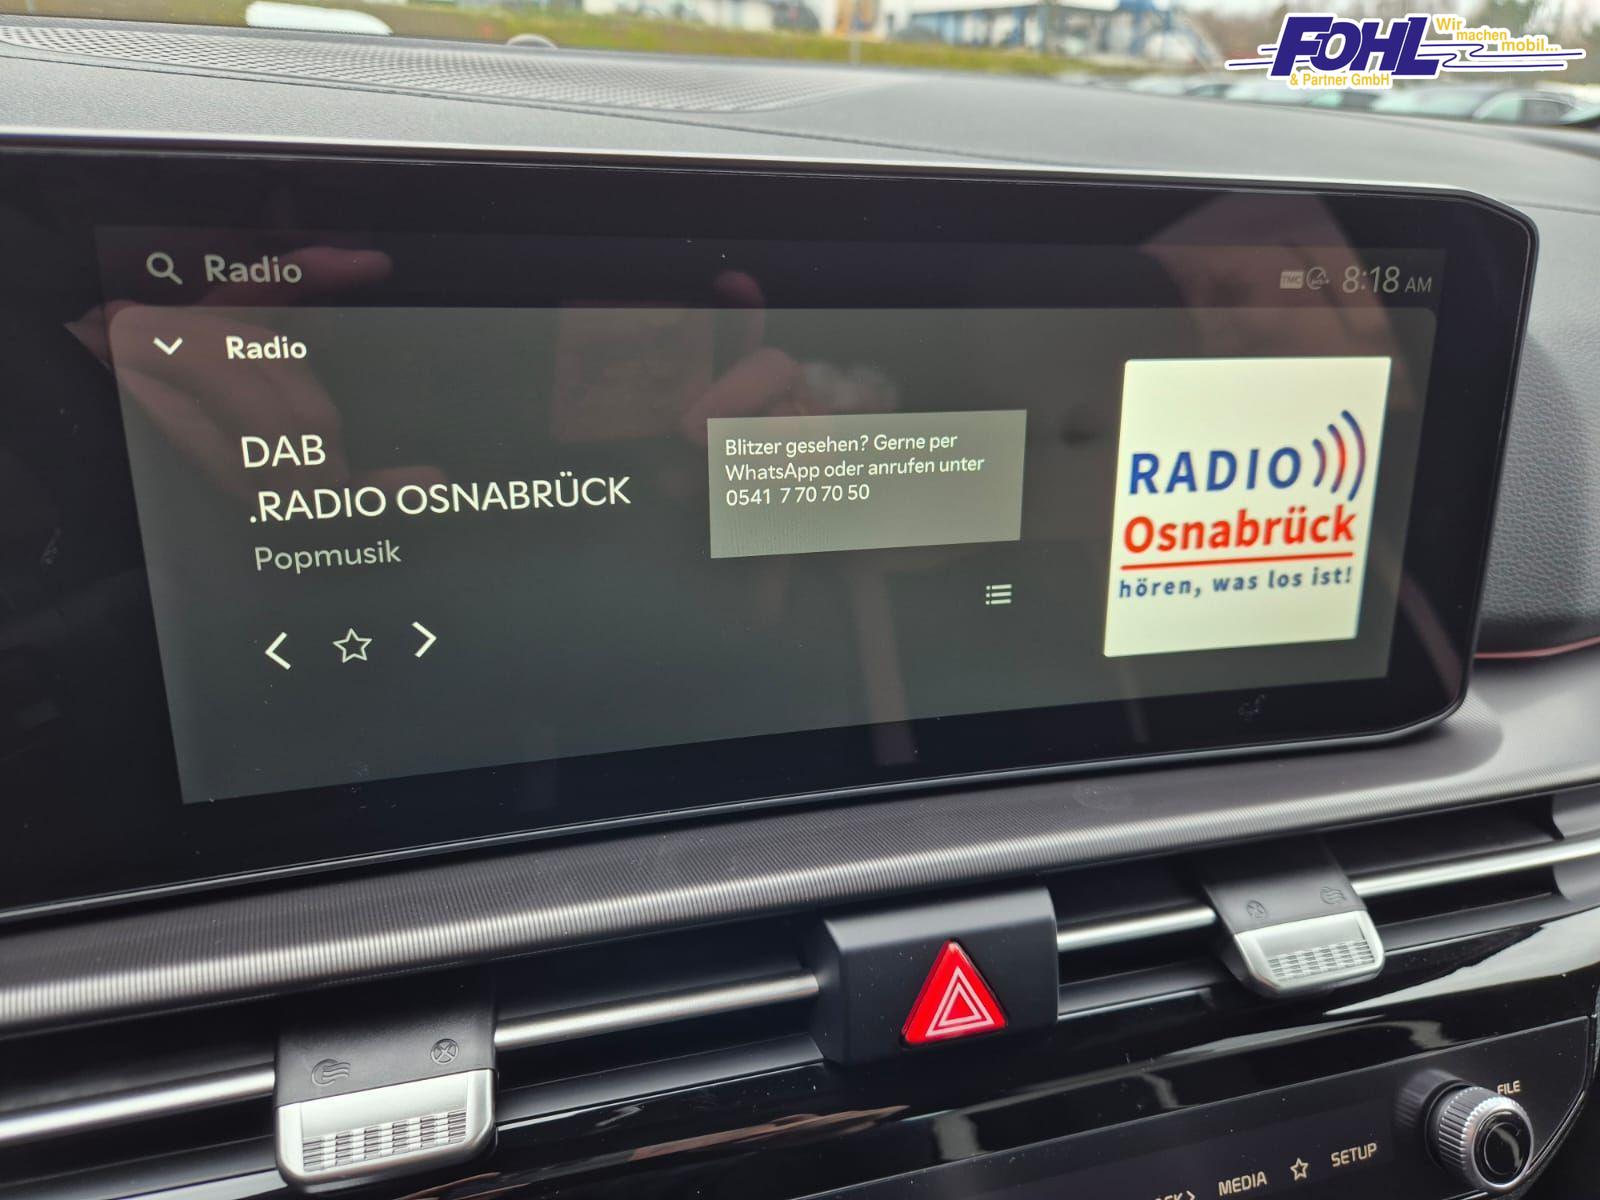 FOHL
Wir
machen
mobil...
& Partner GmbH
Radio
TMC
8:18 AM
Radio
DAB
.RADIO OSNABRÜCK
Popmusik
Blitzer gesehen? Gerne per
WhatsApp oder anrufen unter
0541 7 70 70 50
RADIO
Osnabrück
hören, was los ist!
FILE
MEDIA
SETUP